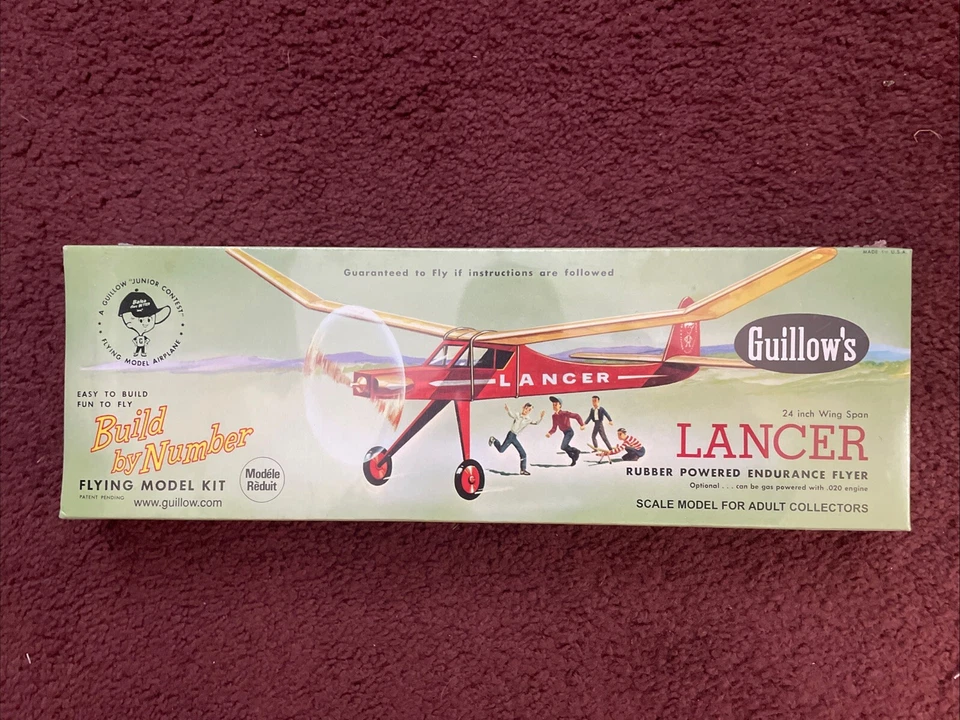 Guaranteed to Fly if instructions are followed
MADE IN U.S.A.
A GUILLOW "JUNIOR CONTEST"
FLYING MODEL AIRPLANE
G
Guillow's
LANCER
EASY TO BUILD
FUN TO FLY
Build
by Number
FLYING MODEL KIT
PATENT PENDING
www.guillow.com
Modéle
Rèduit
24 inch Wing Span
LANCER
RUBBER POWERED ENDURANCE FLYER
Optional . . . can be gas powered with .020 engine
SCALE MODEL FOR ADULT COLLECTORS